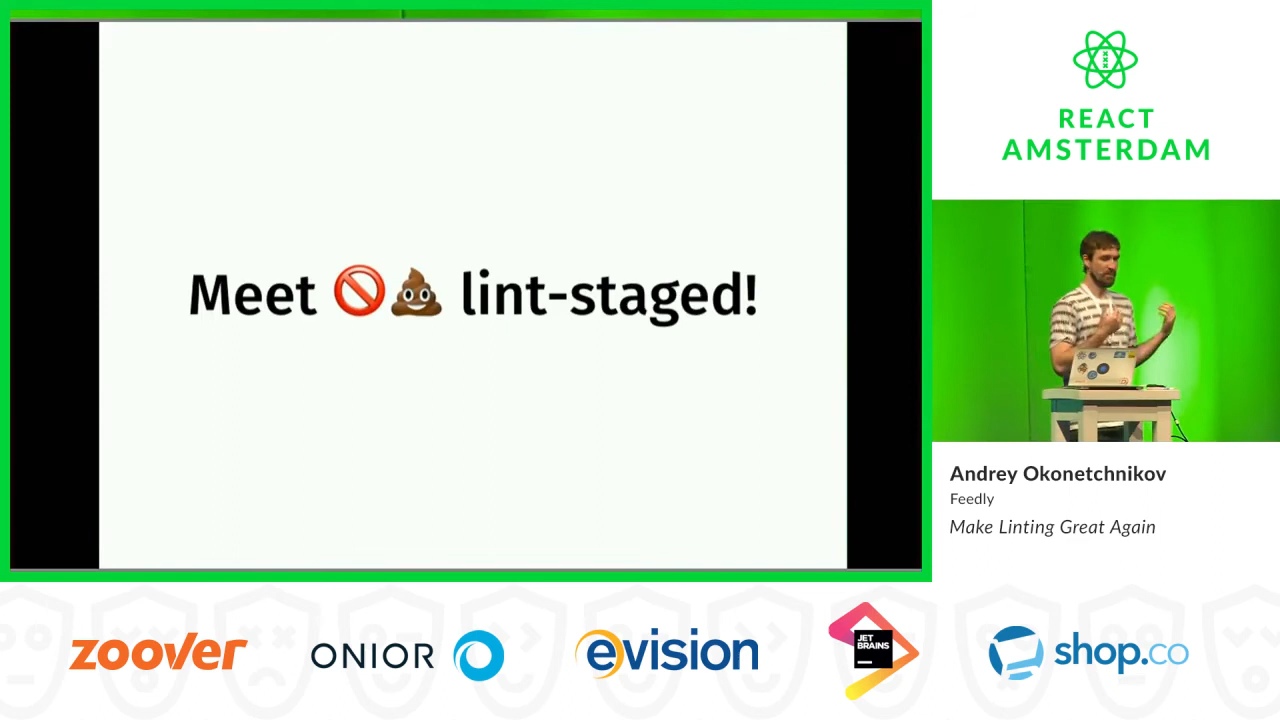 Meet 🚫💩 lint-staged!
REACT
AMSTERDAM
Andrey Okonetchnikov
Feedly
Make Linting Great Again
zoover
ONIOR
evision
JET
BRAINS
shop.co